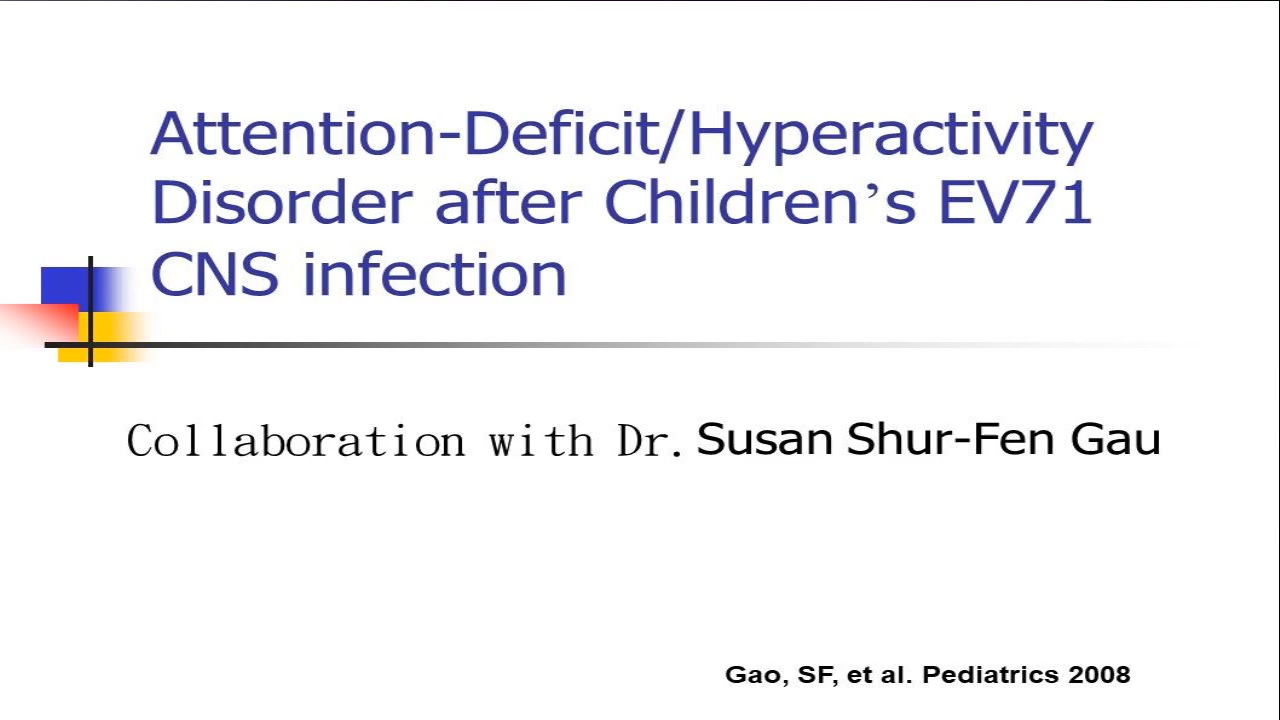 Attention-Deficit/Hyperactivity
Disorder after Children’s EV71
CNS infection
Collaboration with Dr. Susan Shur-Fen Gau
Gao, SF, et al. Pediatrics 2008